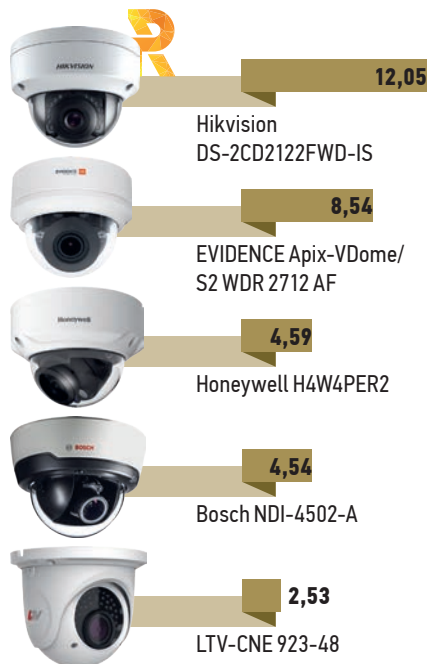 R
HIKVISION
12,05
Hikvision
DS-2CD2122FWD-IS
EVIDENCE
8,54
EVIDENCE Apix-VDome/
S2 WDR 2712 AF
Honeywell
4,59
Honeywell H4W4PER2
BOSCH
4,54
Bosch NDI-4502-A
LTV
2,53
LTV-CNE 923-48